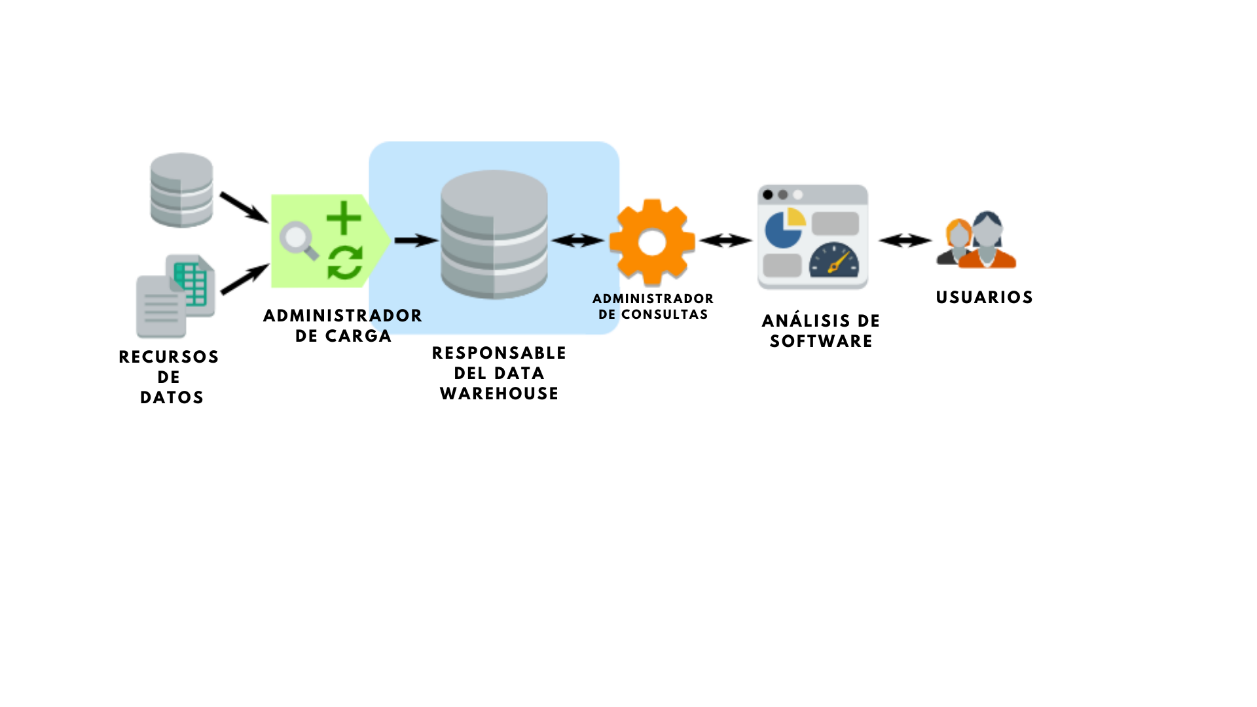 RECURSOS
DE
DATOS
ADMINISTRADOR
DE CARGA
RESPONSABLE
DEL DATA
WAREHOUSE
ADMINISTRADOR
DE CONSULTAS
ANÁLISIS DE
SOFTWARE
USUARIOS